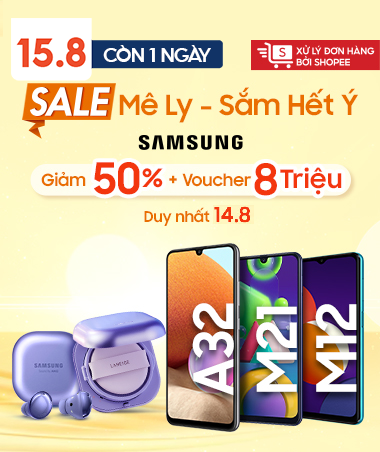 15.8 CÒN 1 NGÀY
XỬ LÝ ĐƠN HÀNG
BỞI SHOPEE
S
SALE Mê Ly - Sắm Hết Ý
SAMSUNG
Giảm 50% + Voucher 8 Triệu
Duy nhất 14.8
A32
M21
M12
SAMSUNG
LANEIGE